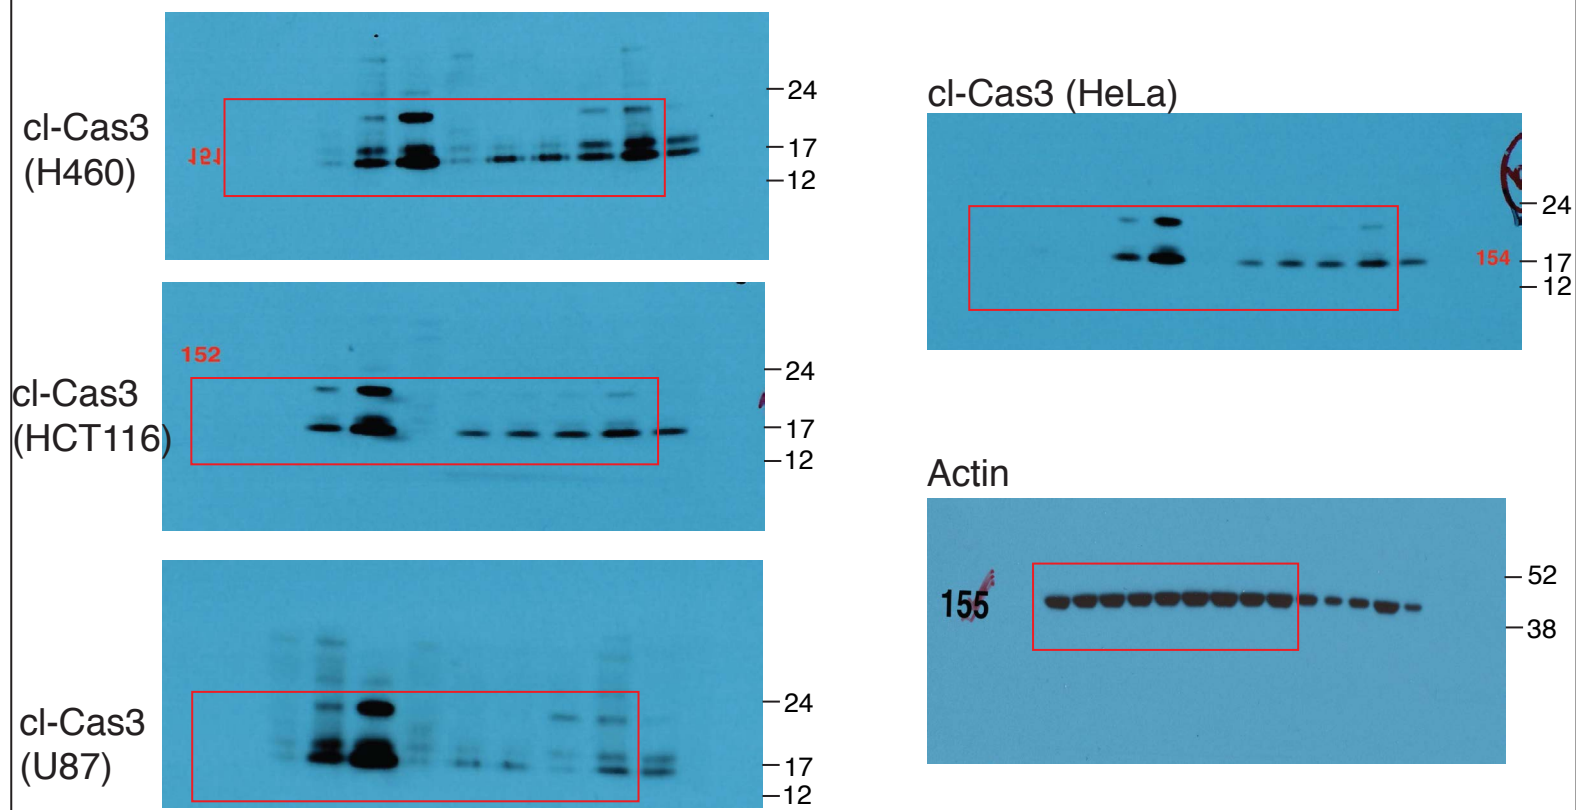 cl-Cas3
(H460)
151
24
17
12
cl-Cas3
(HCT116)
152
24
17
12
cl-Cas3
(U87)
24
17
12
cl-Cas3 (HeLa)
154
24
17
12
Actin
155
52
38